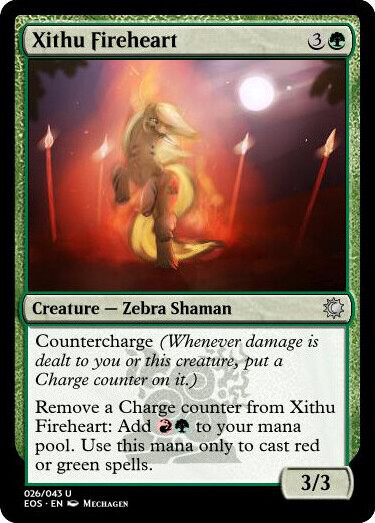 Xithu Fireheart 3
Creature — Zebra Shaman
Countercharge (Whenever damage is
dealt to you or this creature, put a
Charge counter on it.)
Remove a Charge counter from Xithu
Fireheart: Add to your mana
pool. Use this mana only to cast red
or green spells.
3/3
026/043 U
EOS · EN Mechagen